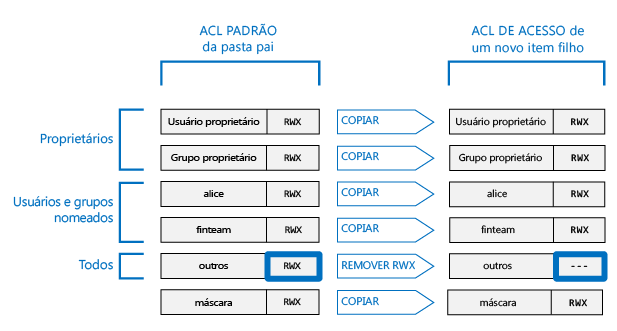 ACL PADRÃO
da pasta pai
ACL DE ACESSO de
um novo item filho
Proprietários
Usuário proprietário RWX COPIAR Usuário proprietário RWX
Grupo proprietário RWX COPIAR Grupo proprietário RWX
Usuários e grupos
nomeados
alice RWX COPIAR alice RWX
finteam RWX COPIAR finteam RWX
Todos
outros RWX REMOVER RWX outros ---
máscara RWX COPIAR máscara RWX